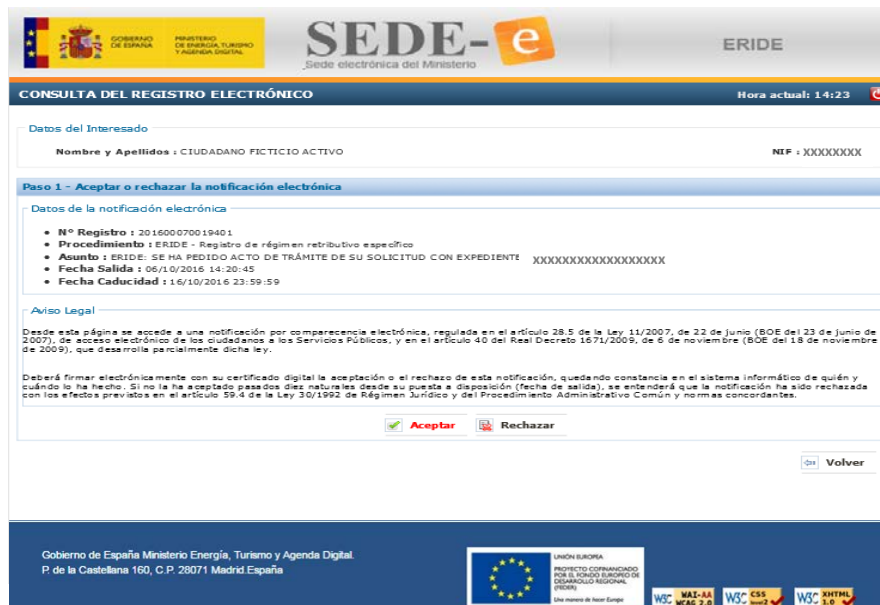 GOBIERNO
DE ESPAÑA
MINISTERIO
DE ENERGÍA, TURISMO
Y AGENDA DIGITAL
SEDE-e
Sede electrónica del Ministerio
ERIDE
CONSULTA DEL REGISTRO ELECTRÓNICO
Hora actual: 14:23
Datos del Interesado
Nombre y Apellidos : CIUDADANO FICTICIO ACTIVO
NIF : XXXXXXXX
Paso 1 - Aceptar o rechazar la notificación electrónica
Datos de la notificación electrónica
Nº Registro : 201600070019401
Procedimiento : ERIDE - Registro de régimen retributivo específico
Asunto : ERIDE: SE HA PEDIDO ACTO DE TRÁMITE DE SU SOLICITUD CON EXPEDIENTE XXXXXXXXXXXXXXXXXX
Fecha Salida : 06/10/2016 14:20:45
Fecha Caducidad : 16/10/2016 23:59:59
Aviso Legal
Desde esta página se accede a una notificación por comparecencia electrónica, regulada en el artículo 28.5 de la Ley 11/2007, de 22 de junio (BOE del 23 de junio de
2007), de acceso electrónico de los ciudadanos a los Servicios Públicos, y en el artículo 40 del Real Decreto 1671/2009, de 6 de noviembre (BOE del 18 de noviembre
de 2009), que desarrolla parcialmente dicha ley.
Deberá firmar electrónicamente con su certificado digital la aceptación o el rechazo de esta notificación, quedando constancia en el sistema informático de quién y
cuándo lo ha hecho. Si no la ha aceptado pasados diez naturales desde su puesta a disposición (fecha de salida), se entenderá que la notificación ha sido rechazada
con los efectos previstos en el artículo 59.4 de la Ley 30/1992 de Régimen Jurídico y del Procedimiento Administrativo Común y normas concordantes.
Aceptar
Rechazar
Volver
Gobierno de España Ministerio Energía, Turismo y Agenda Digital.
P. de la Castellana 160, C.P. 28071 Madrid.España
UNIÓN EUROPEA
PROYECTO COFINANCIADO
POR EL FONDO EUROPEO DE
DESARROLLO REGIONAL
(FEDER)
Una manera de hacer Europa
W3C WAI-AA
WCAG 2.0
W3C CSS
W3C XHTML
1.0